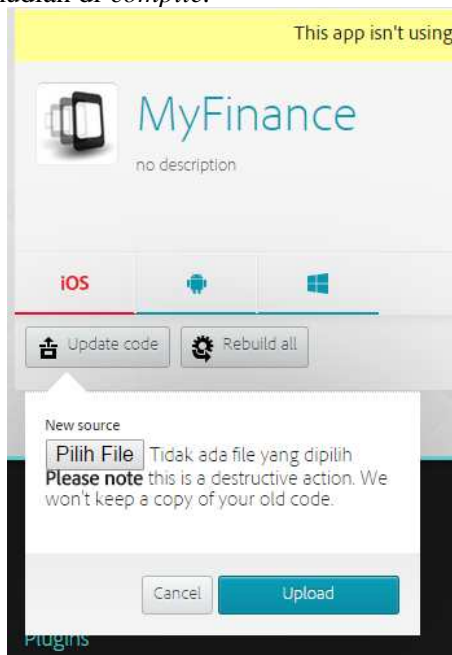 di compile.
This app isn't using
MyFinance
no description
iOS
Update code Rebuild all
New source
Pilih File Tidak ada file yang dipilih
Please note this is a destructive action. We
won't keep a copy of your old code.
Cancel Upload
Plugins